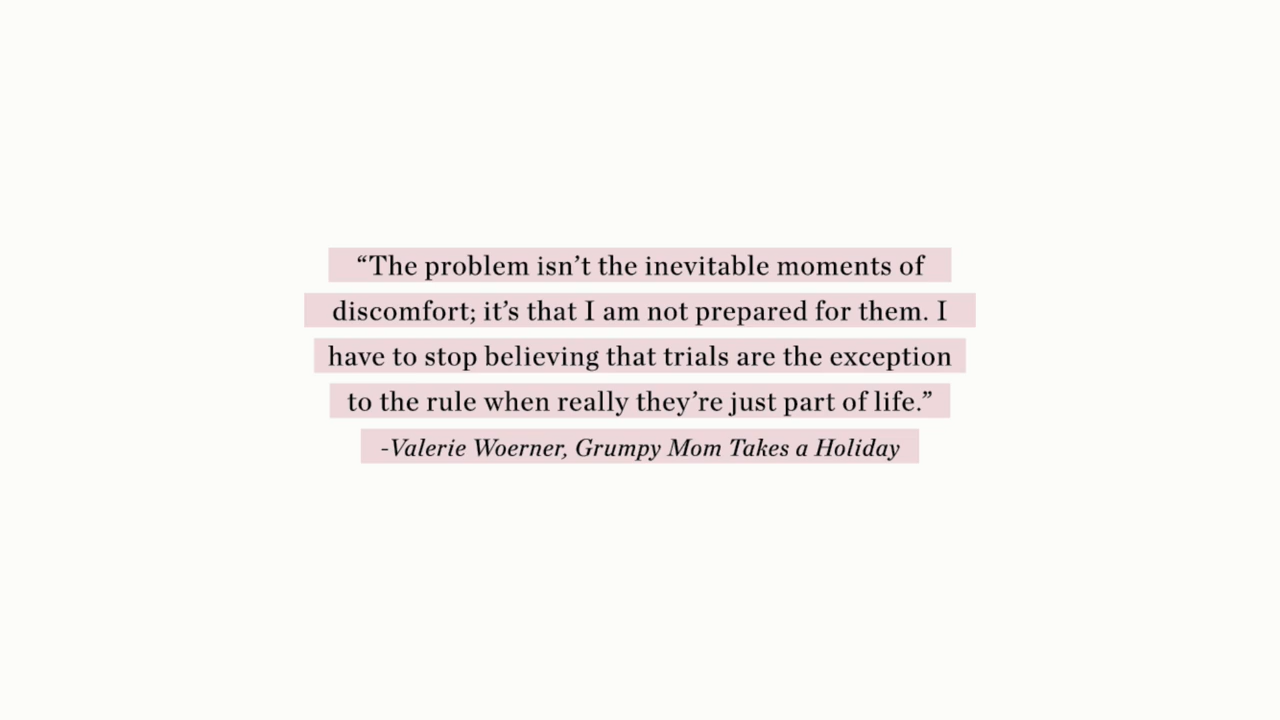 “The problem isn’t the inevitable moments of
discomfort; it’s that I am not prepared for them. I
have to stop believing that trials are the exception
to the rule when really they’re just part of life.”
-Valerie Woerner, Grumpy Mom Takes a Holiday